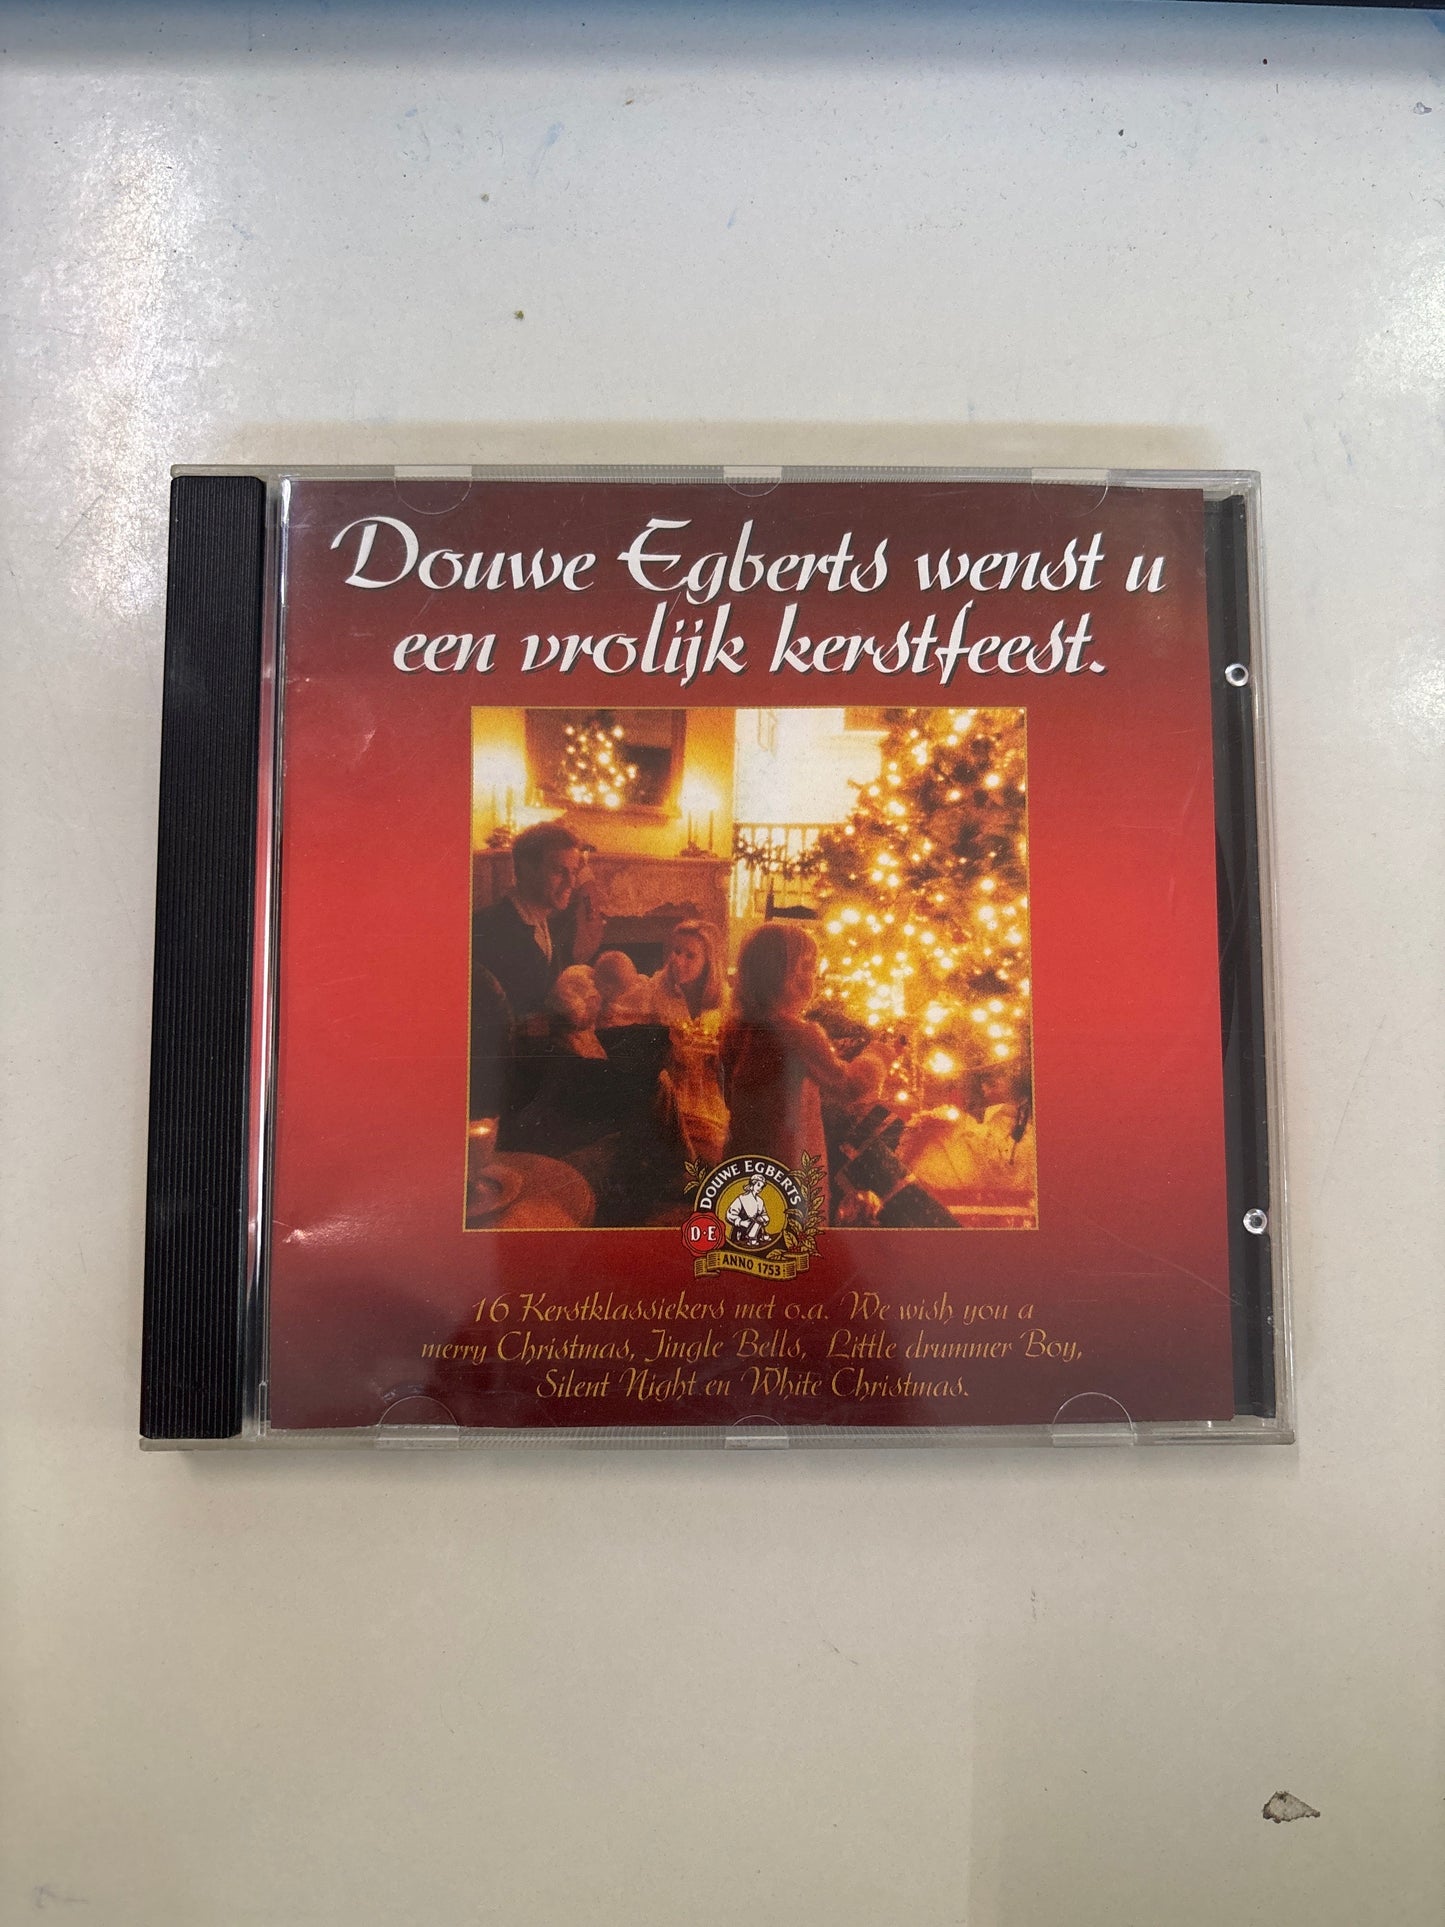 Douwe Egberts wenst u
een vrolijk kerstfeest.
DOUWE EGBERTS
D·E
ANNO 1753
16 Kerstklassiekers met o.a. We wish you a
merry Christmas, Jingle Bells, Little drummer Boy,
Silent Night en White Christmas.